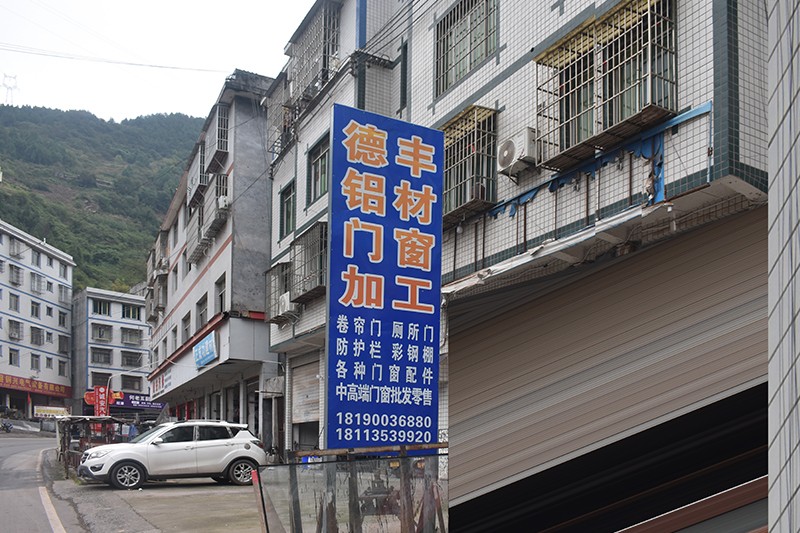 德丰
铝材
门窗
加工
卷帘门 厕所门
防护栏 彩钢棚
各种门窗配件
中高端门窗批发零售
18190036880
18113539920